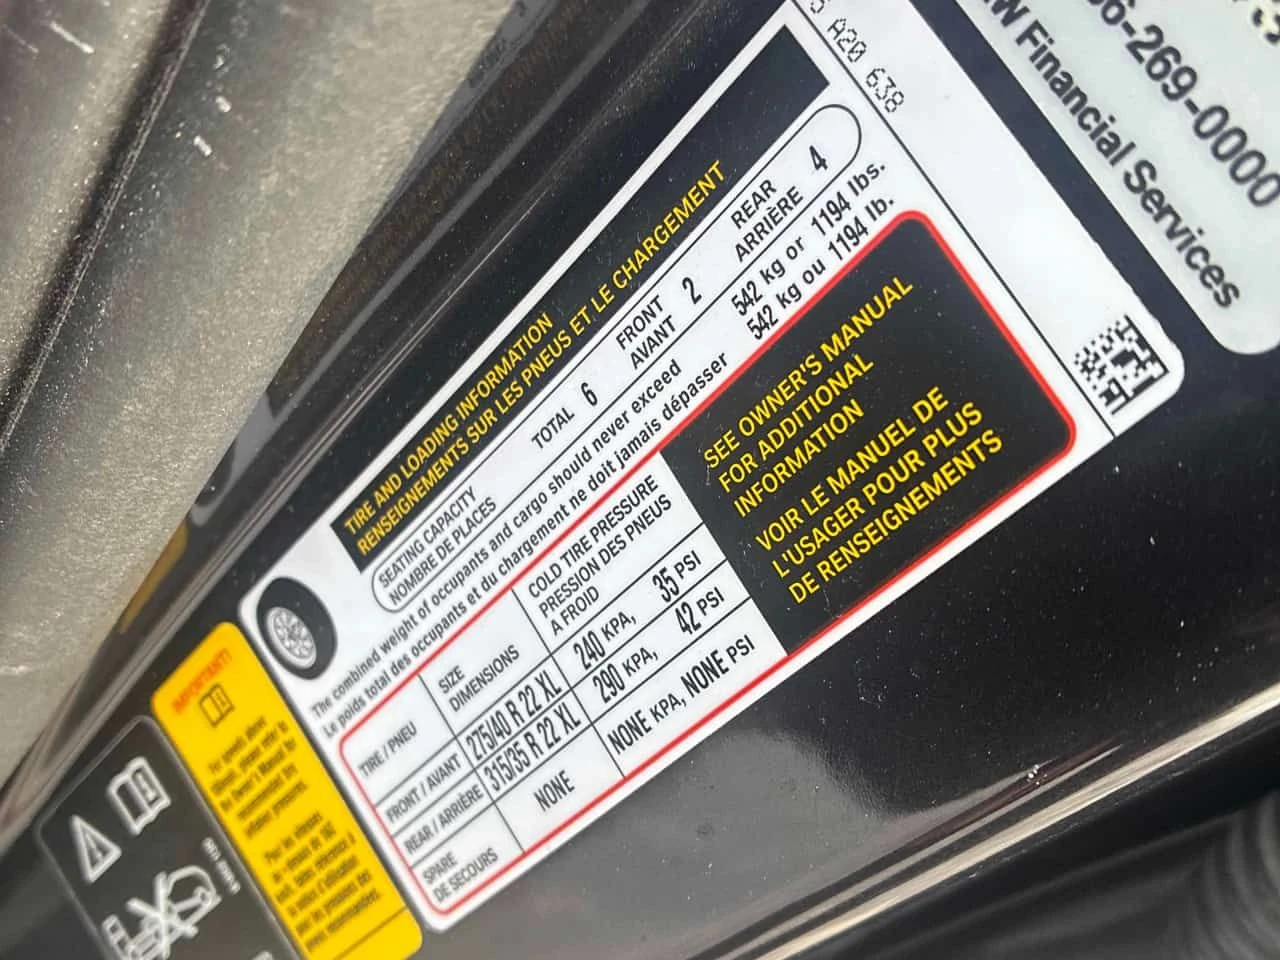 66-269-0000
W Financial Services
5 A20 638
TIRE AND LOADING INFORMATION
RENSEIGNEMENTS SUR LES PNEUS ET LE CHARGEMENT
SEATING CAPACITY
NOMBRE DE PLACES
TOTAL 6
FRONT
AVANT 2
REAR
ARRIÈRE 4
The combined weight of occupants and cargo should never exceed 542 kg or 1194 lbs.
Le poids total des occupants et du chargement ne doit jamais dépasser 542 kg ou 1194 lb.
TIRE / PNEU
SIZE
DIMENSIONS
COLD TIRE PRESSURE
PRESSION DES PNEUS
A FROID
FRONT / AVANT 275/40 R 22 XL 240 KPA, 35 PSI
REAR / ARRIÈRE 315/35 R 22 XL 290 KPA, 42 PSI
SPARE
DE SECOURS
NONE NONE KPA, NONE PSI
SEE OWNER'S MANUAL
FOR ADDITIONAL
INFORMATION
VOIR LE MANUEL DE
L'USAGER POUR PLUS
DE RENSEIGNEMENTS
IMPORTANT!